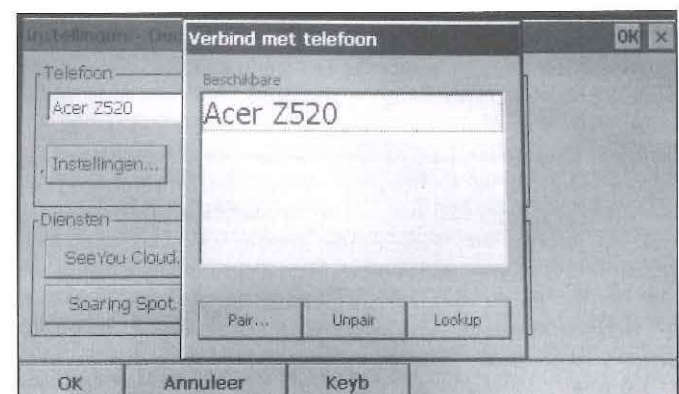 Verbind met telefoon
OK ×
Telefoon
Acer Z520
Instellingen...
Diensten
SeeYou Cloud.
Soaring Spot.
Beschikbare
Acer Z520
Pair...
Unpair
Lookup
OK
Annuleer
Keyb